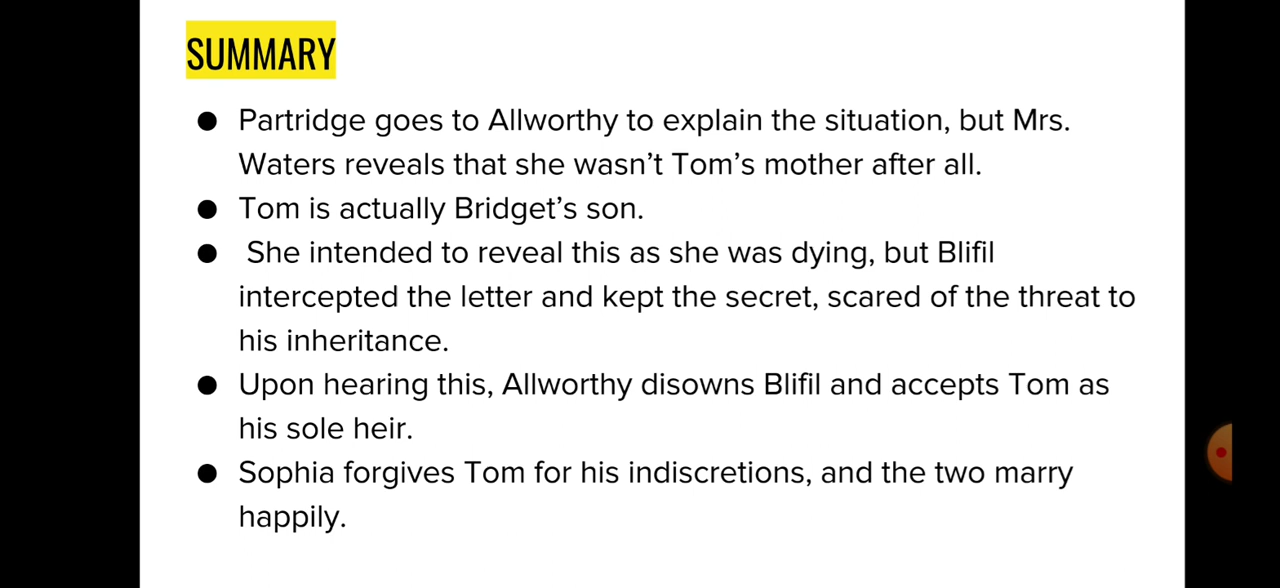 SUMMARY
● Partridge goes to Allworthy to explain the situation, but Mrs.
Waters reveals that she wasn’t Tom’s mother after all.
● Tom is actually Bridget’s son.
● She intended to reveal this as she was dying, but Blifil
intercepted the letter and kept the secret, scared of the threat to
his inheritance.
● Upon hearing this, Allworthy disowns Blifil and accepts Tom as
his sole heir.
● Sophia forgives Tom for his indiscretions, and the two marry
happily.